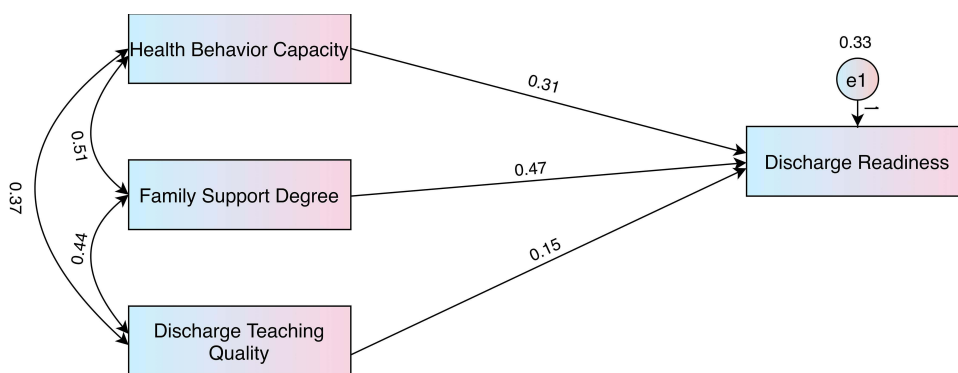 Health Behavior Capacity
0.33
e1
1
0.31
Discharge Readiness
0.51
0.47
Family Support Degree
0.37
0.44
0.15
Discharge Teaching
Quality